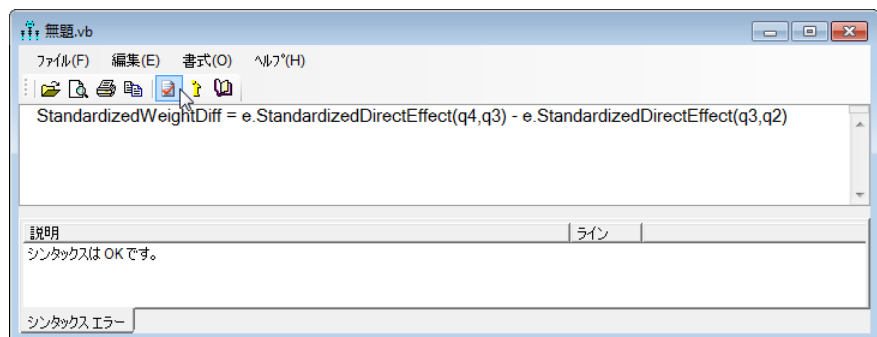 無題.vb
ファイル(F) 編集(E) 書式(O) ヘルプ(H)
StandardizedWeightDiff = e.StandardizedDirectEffect(q4,q3) - e.StandardizedDirectEffect(q3,q2)
説明 ライン
シンタックスは OK です。
シンタックス エラー